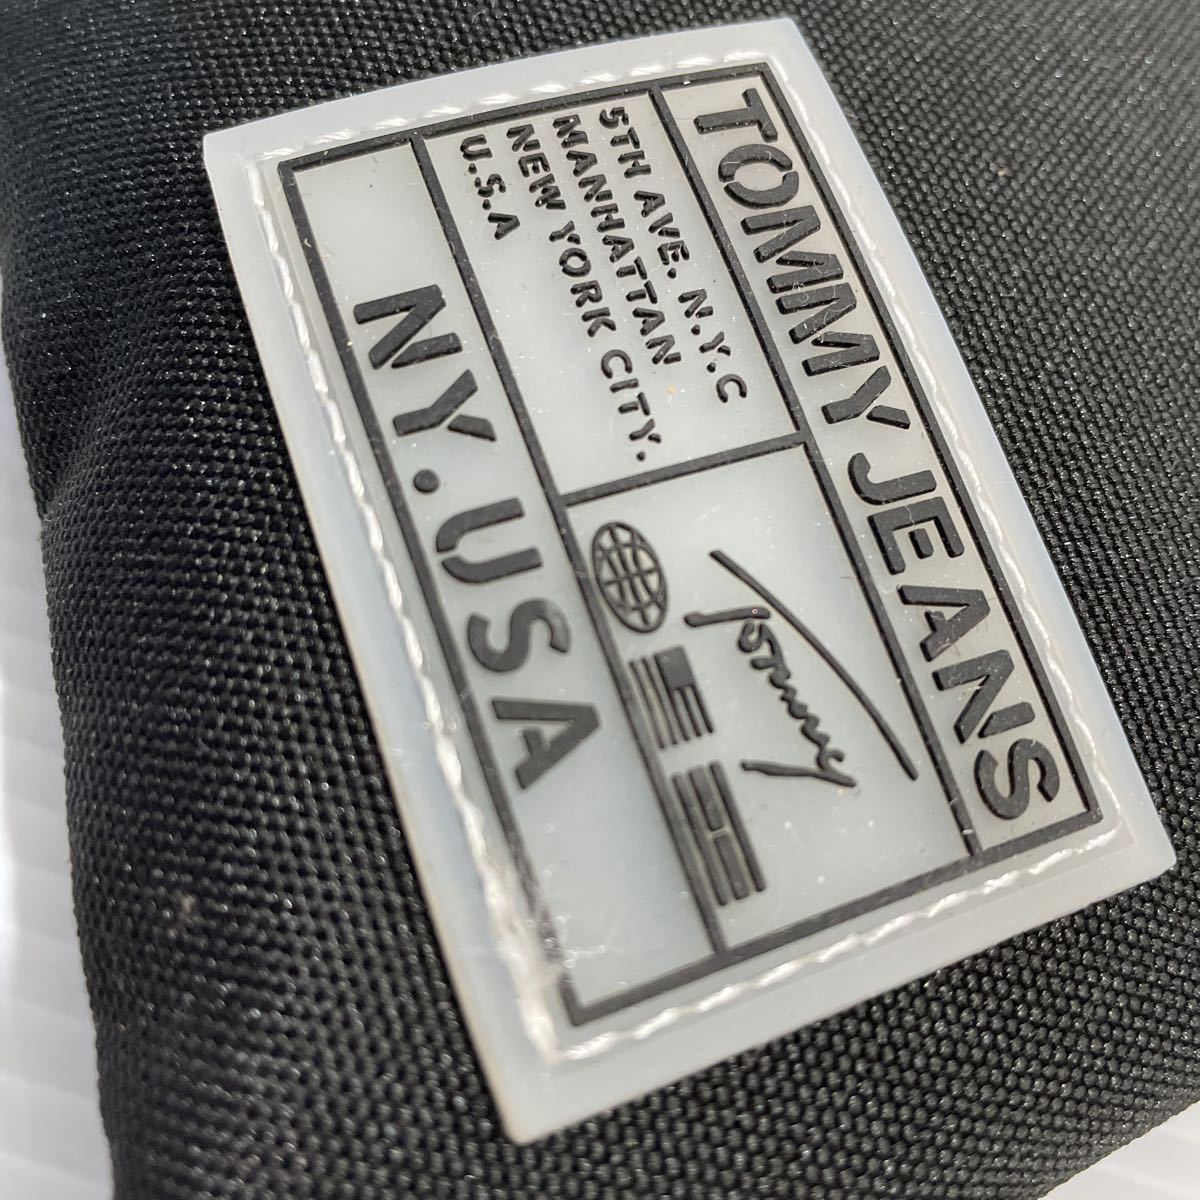 TOMMY JEANS
5TH AVE. N.Y.C
MANHATTAN
NEW YORK CITY.
U.S.A
Tommy
NY.USA